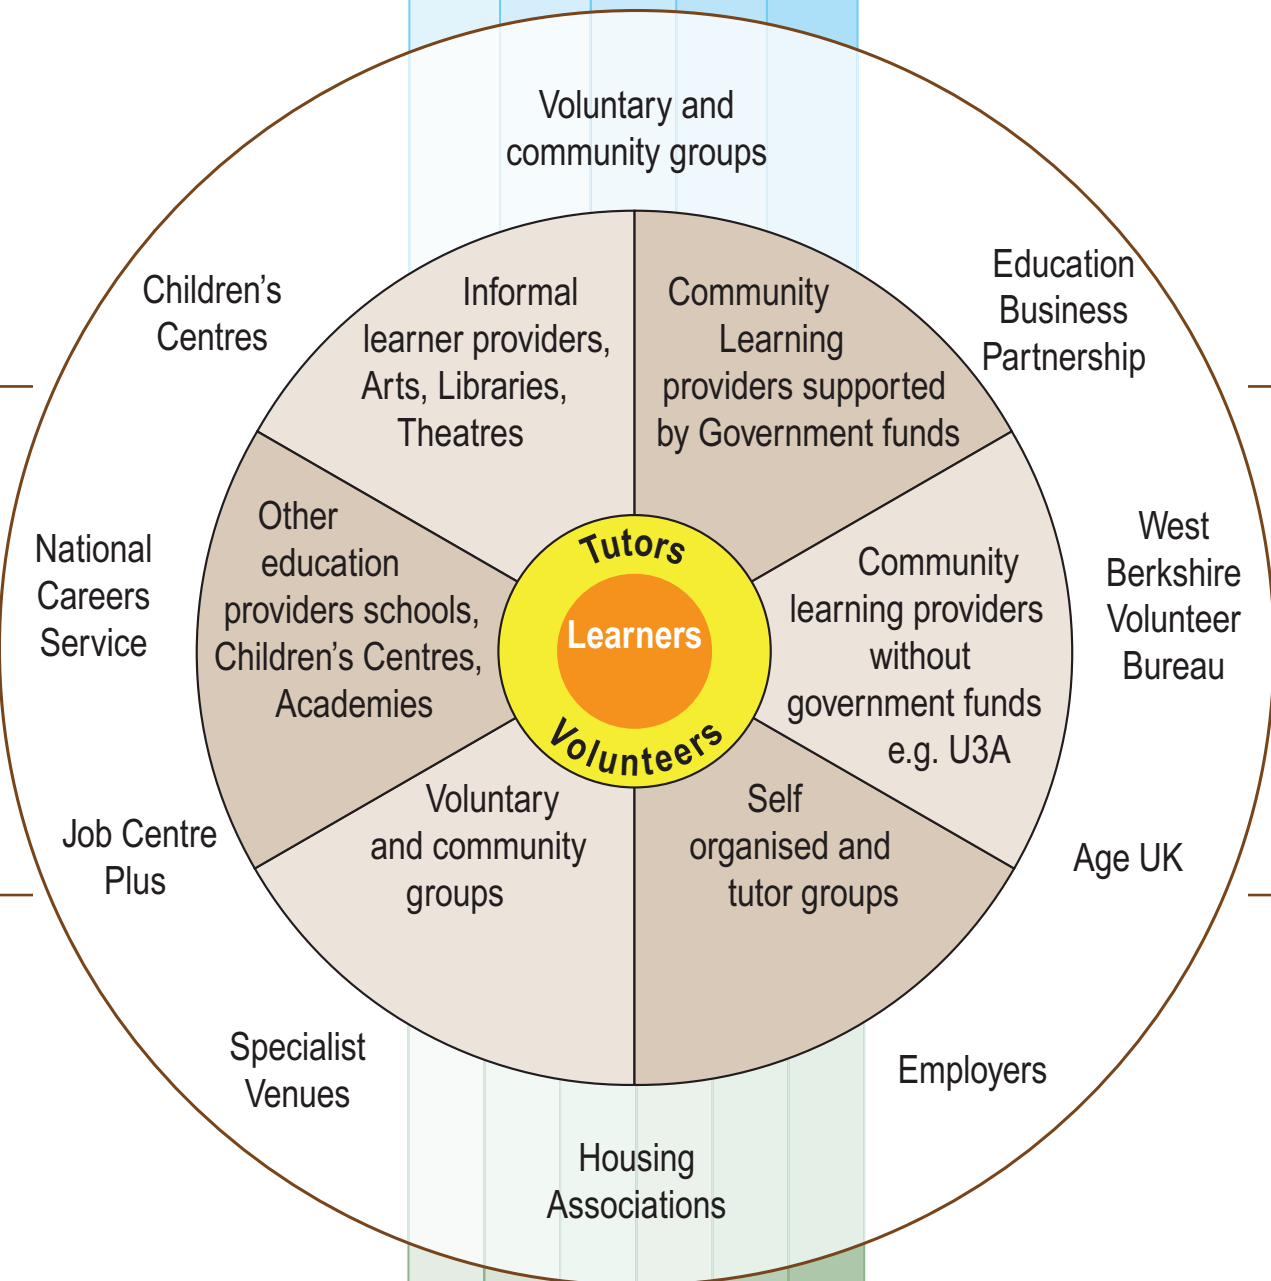 Voluntary and
community groups
Children’s
Centres
Education
Business
Partnership
Informal
learner providers,
Arts, Libraries,
Theatres
Community
Learning
providers supported
by Government funds
National
Careers
Service
Other
education
providers schools,
Children’s Centres,
Academies
Tutors
Learners
Volunteers
Community
learning providers
without
government funds
e.g. U3A
West
Berkshire
Volunteer
Bureau
Job Centre
Plus
Voluntary
and community
groups
Self
organised and
tutor groups
Age UK
Specialist
Venues
Employers
Housing
Associations